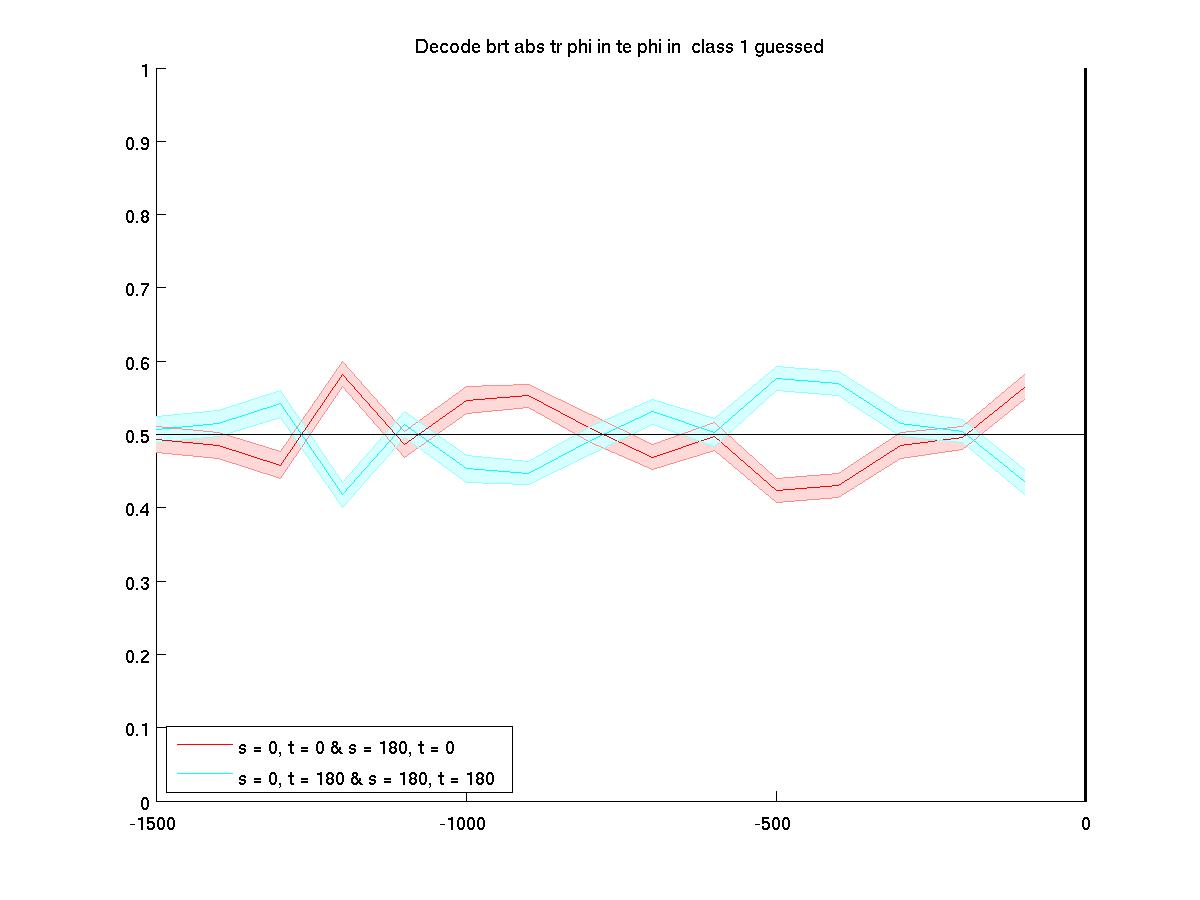 Decode brt abs tr phi in te phi in  class 1 guessed
1
0.9
0.8
0.7
0.6
0.5
0.4
0.3
0.2
0.1
0
s = 0, t = 0 & s = 180, t = 0
s = 0, t = 180 & s = 180, t = 180
-1500 -1000 -500 0